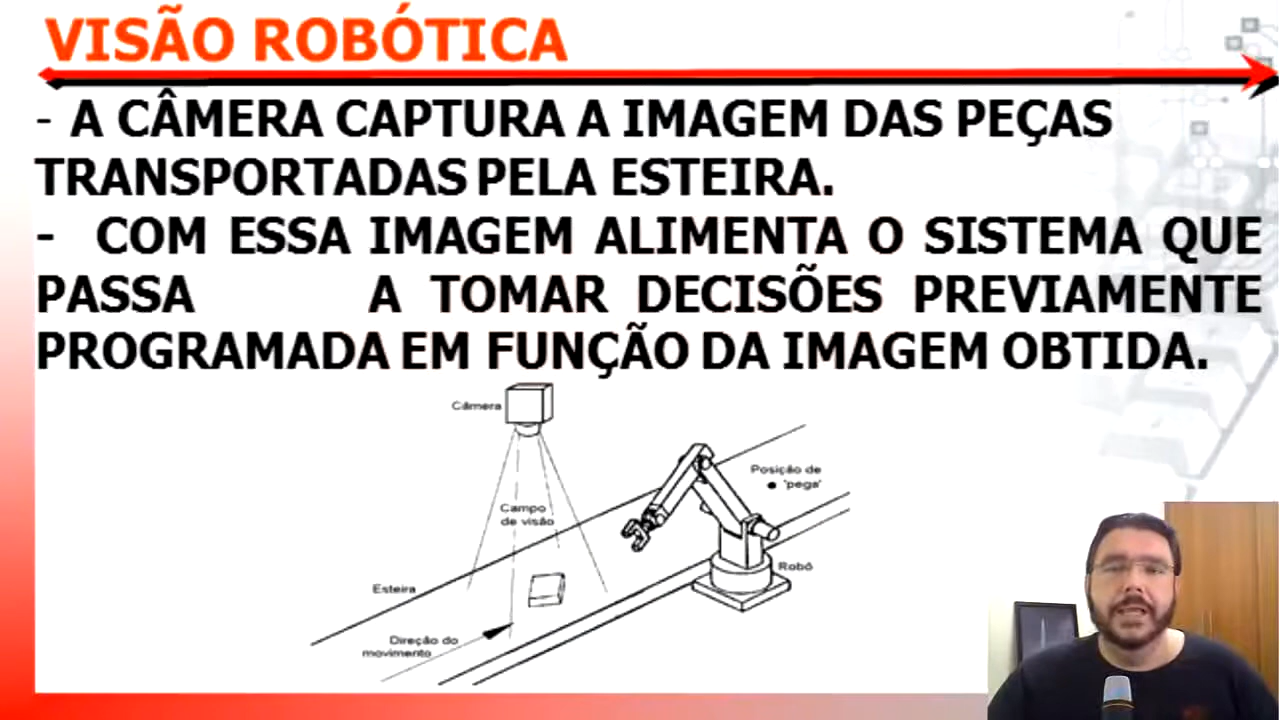 VISÃO ROBÓTICA
- A CÂMERA CAPTURA A IMAGEM DAS PEÇAS
TRANSPORTADAS PELA ESTEIRA.
- COM ESSA IMAGEM ALIMENTA O SISTEMA QUE
PASSA A TOMAR DECISÕES PREVIAMENTE
PROGRAMADA EM FUNÇÃO DA IMAGEM OBTIDA.
Câmera
Posição de
'pega'
Campo
de visão
Robô
Esteira
Direção do
movimento